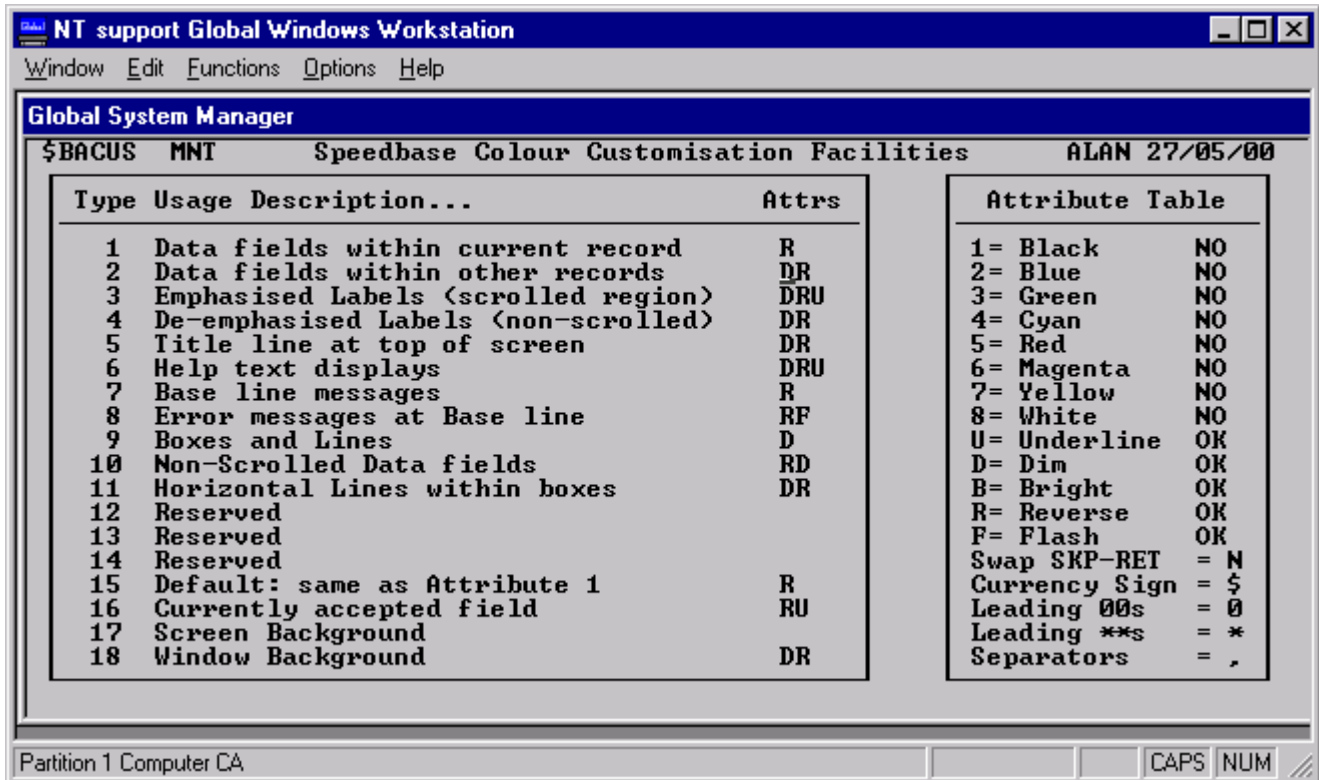 NT support Global Windows Workstation
Window Edit Functions Options Help
Global System Manager
$BACUS MNT Speedbase Colour Customisation Facilities ALAN 27/05/00
Type Usage Description... Attrs
1 Data fields within current record R
2 Data fields within other records DR
3 Emphasised Labels (scrolled region) DRU
4 De-emphasised Labels (non-scrolled) DR
5 Title line at top of screen DR
6 Help text displays DRU
7 Base line messages R
8 Error messages at Base line RF
9 Boxes and Lines D
10 Non-Scrolled Data fields RD
11 Horizontal Lines within boxes DR
12 Reserved
13 Reserved
14 Reserved
15 Default: same as Attribute 1 R
16 Currently accepted field RU
17 Screen Background
18 Window Background DR
Attribute Table
1= Black NO
2= Blue NO
3= Green NO
4= Cyan NO
5= Red NO
6= Magenta NO
7= Yellow NO
8= White NO
U= Underline OK
D= Dim OK
B= Bright OK
R= Reverse OK
F= Flash OK
Swap SKP-RET = N
Currency Sign = $
Leading 00s = 0
Leading **s = *
Separators = ,
Partition 1 Computer CA
CAPS NUM